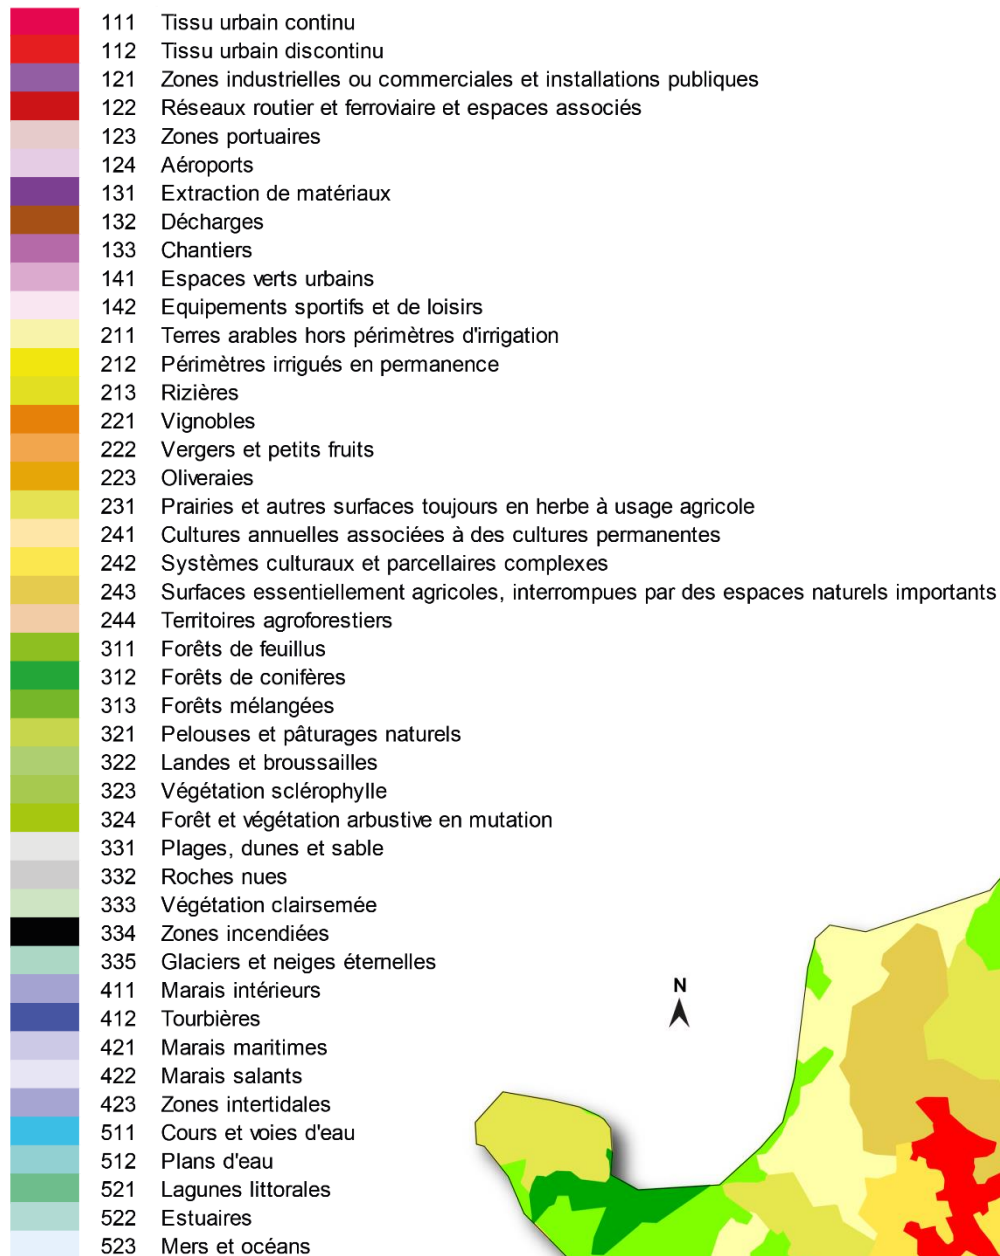 111 Tissu urbain continu
112 Tissu urbain discontinu
121 Zones industrielles ou commerciales et installations publiques
122 Réseaux routier et ferroviaire et espaces associés
123 Zones portuaires
124 Aéroports
131 Extraction de matériaux
132 Décharges
133 Chantiers
141 Espaces verts urbains
142 Equipements sportifs et de loisirs
211 Terres arables hors périmètres d'irrigation
212 Périmètres irrigués en permanence
213 Rizières
221 Vignobles
222 Vergers et petits fruits
223 Oliveraies
231 Prairies et autres surfaces toujours en herbe à usage agricole
241 Cultures annuelles associées à des cultures permanentes
242 Systèmes culturaux et parcellaires complexes
243 Surfaces essentiellement agricoles, interrompues par des espaces naturels importants
244 Territoires agroforestiers
311 Forêts de feuillus
312 Forêts de conifères
313 Forêts mélangées
321 Pelouses et pâturages naturels
322 Landes et broussailles
323 Végétation sclérophylle
324 Forêt et végétation arbustive en mutation
331 Plages, dunes et sable
332 Roches nues
333 Végétation clairsemée
334 Zones incendiées
335 Glaciers et neiges éternelles
411 Marais intérieurs
412 Tourbières
421 Marais maritimes
422 Marais salants
423 Zones intertidales
511 Cours et voies d'eau
512 Plans d'eau
521 Lagunes littorales
522 Estuaires
523 Mers et océans
N